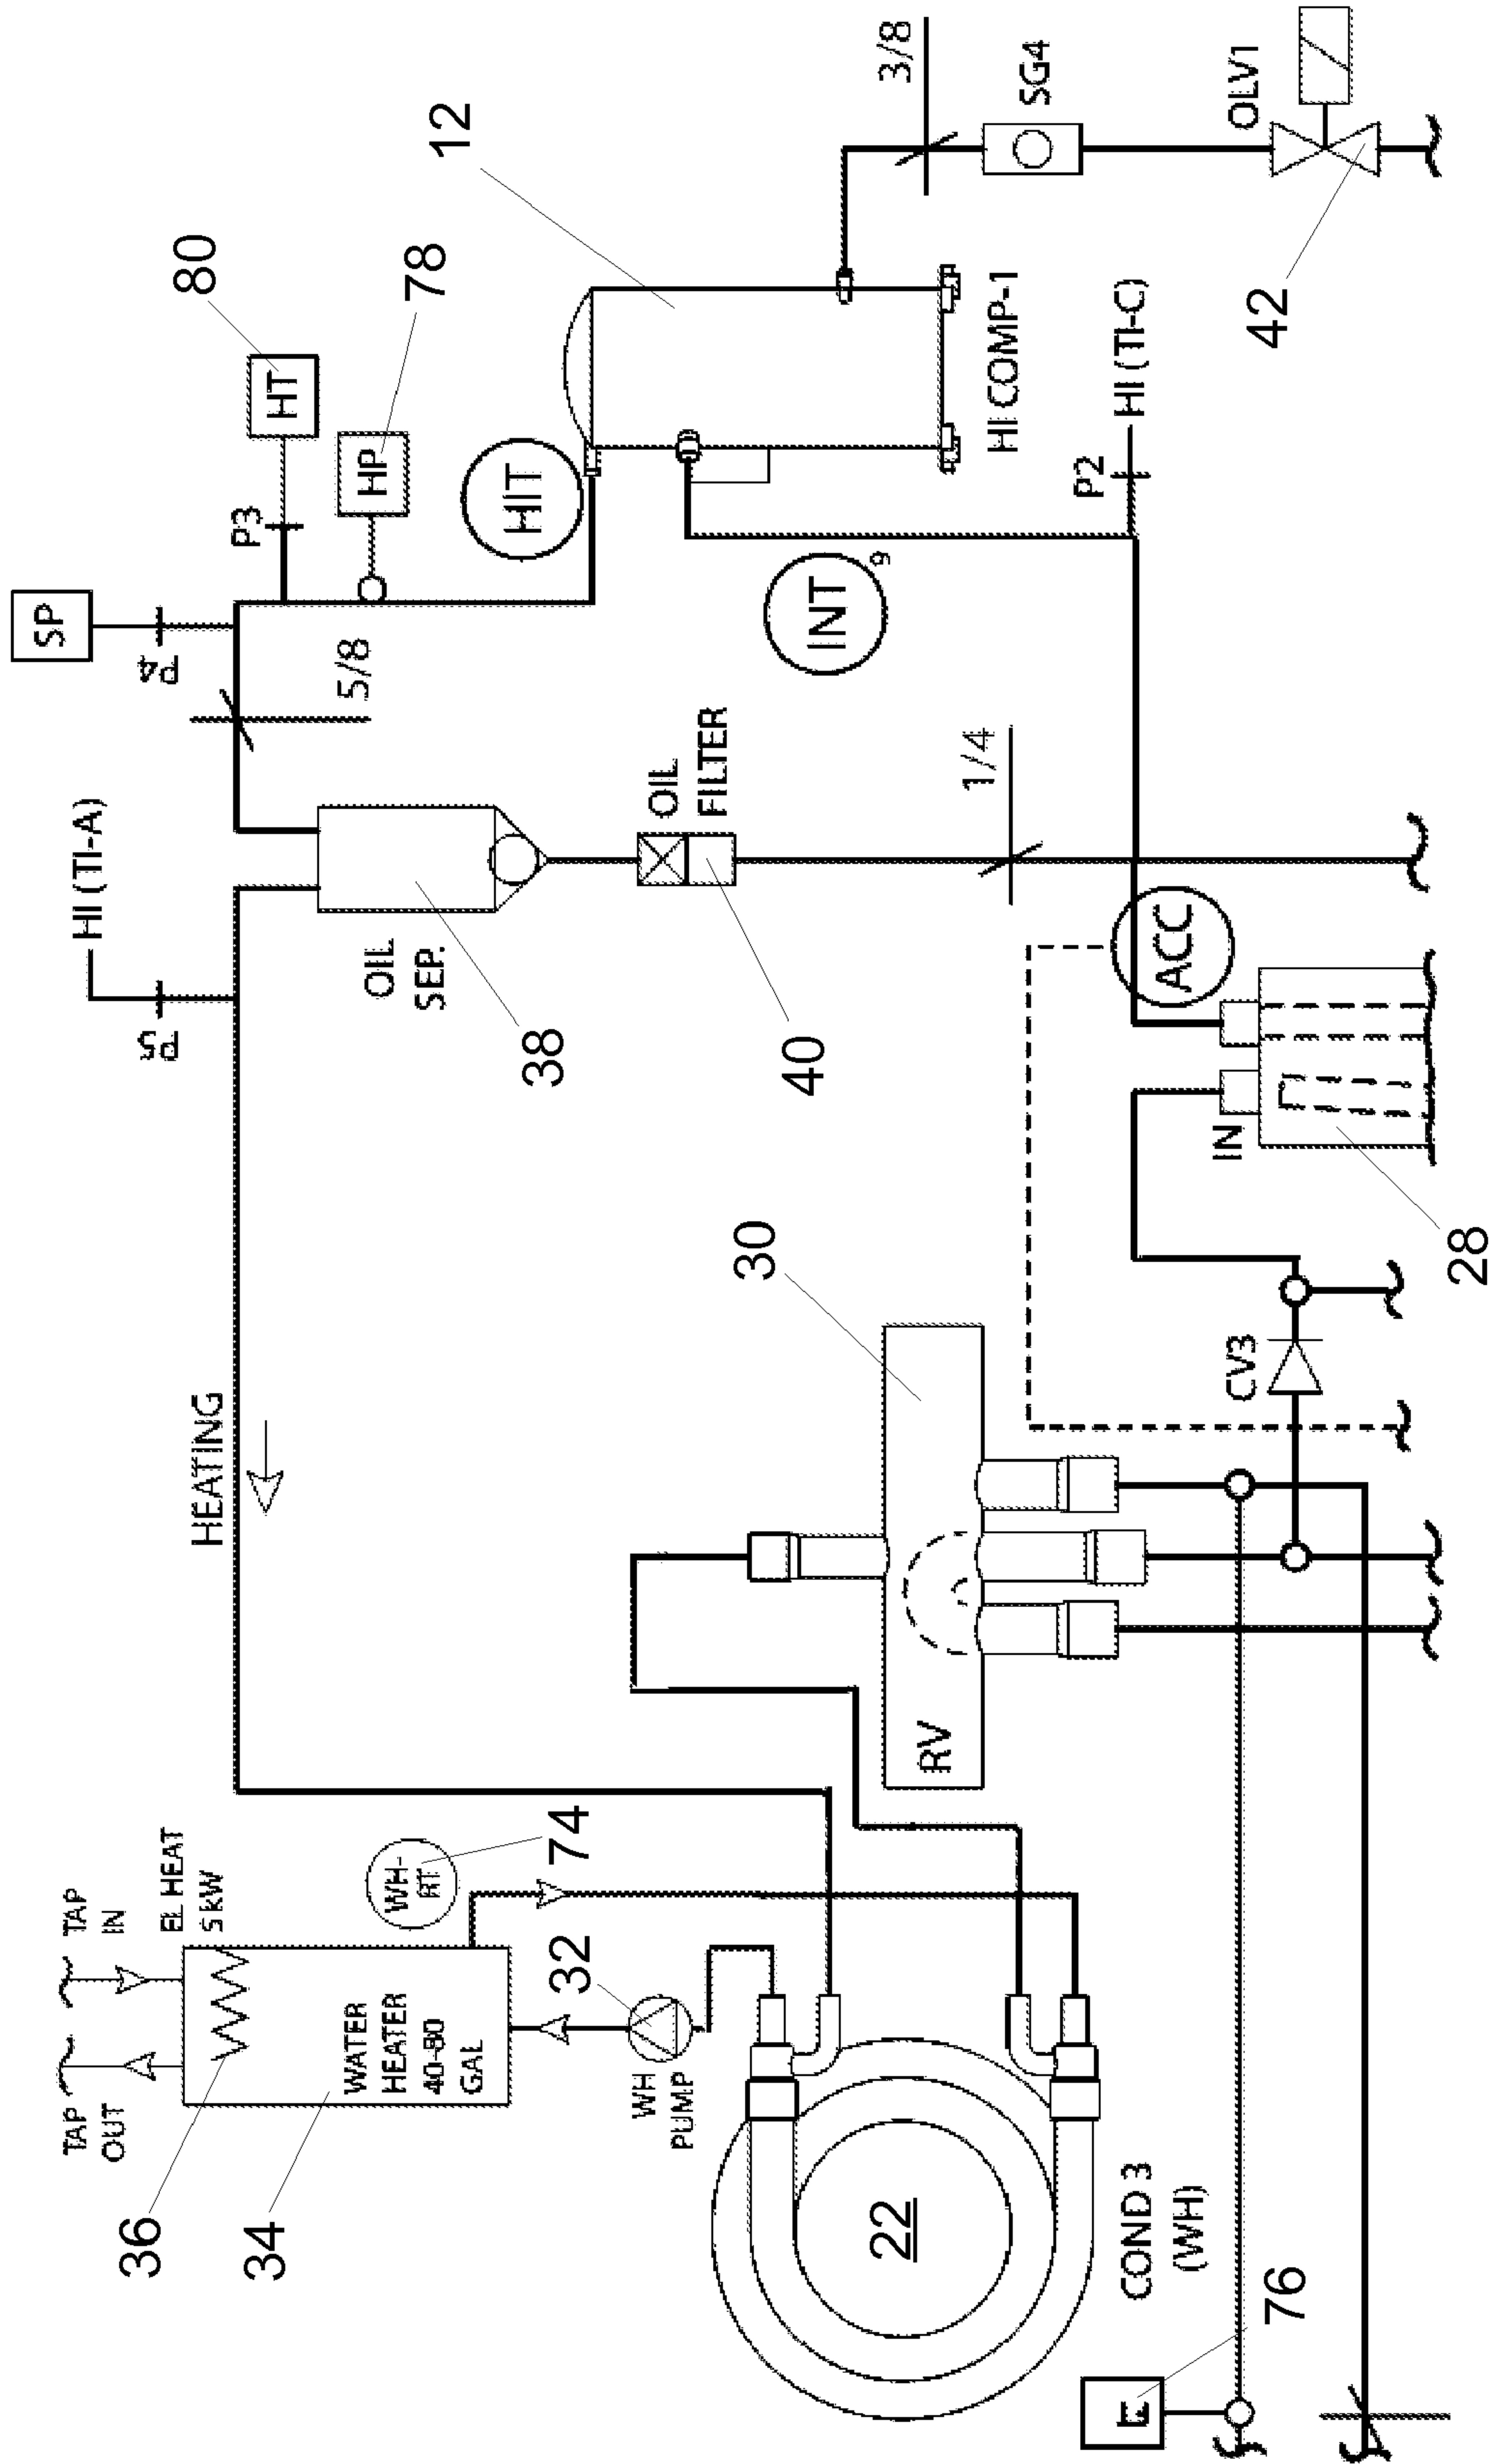 TAP
OUT
TAP
IN
EL HEAT
5 kW
36
34
WATER
HEATER
40-80
GAL
WH-
RT
74
WH
PUMP
32
22
COND 3
(WH)
76
HEATING
RV
30
CV3
IN
28
ACC
HI (TI-A)
P5
OIL
SEP.
38
OIL
FILTER
40
1/4
5/8
SP
P4
P3
HT
80
HP
78
HIT
INT
9
12
HI COMP-1
P2
HI (TI-C)
3/8
SG4
OLV1
42